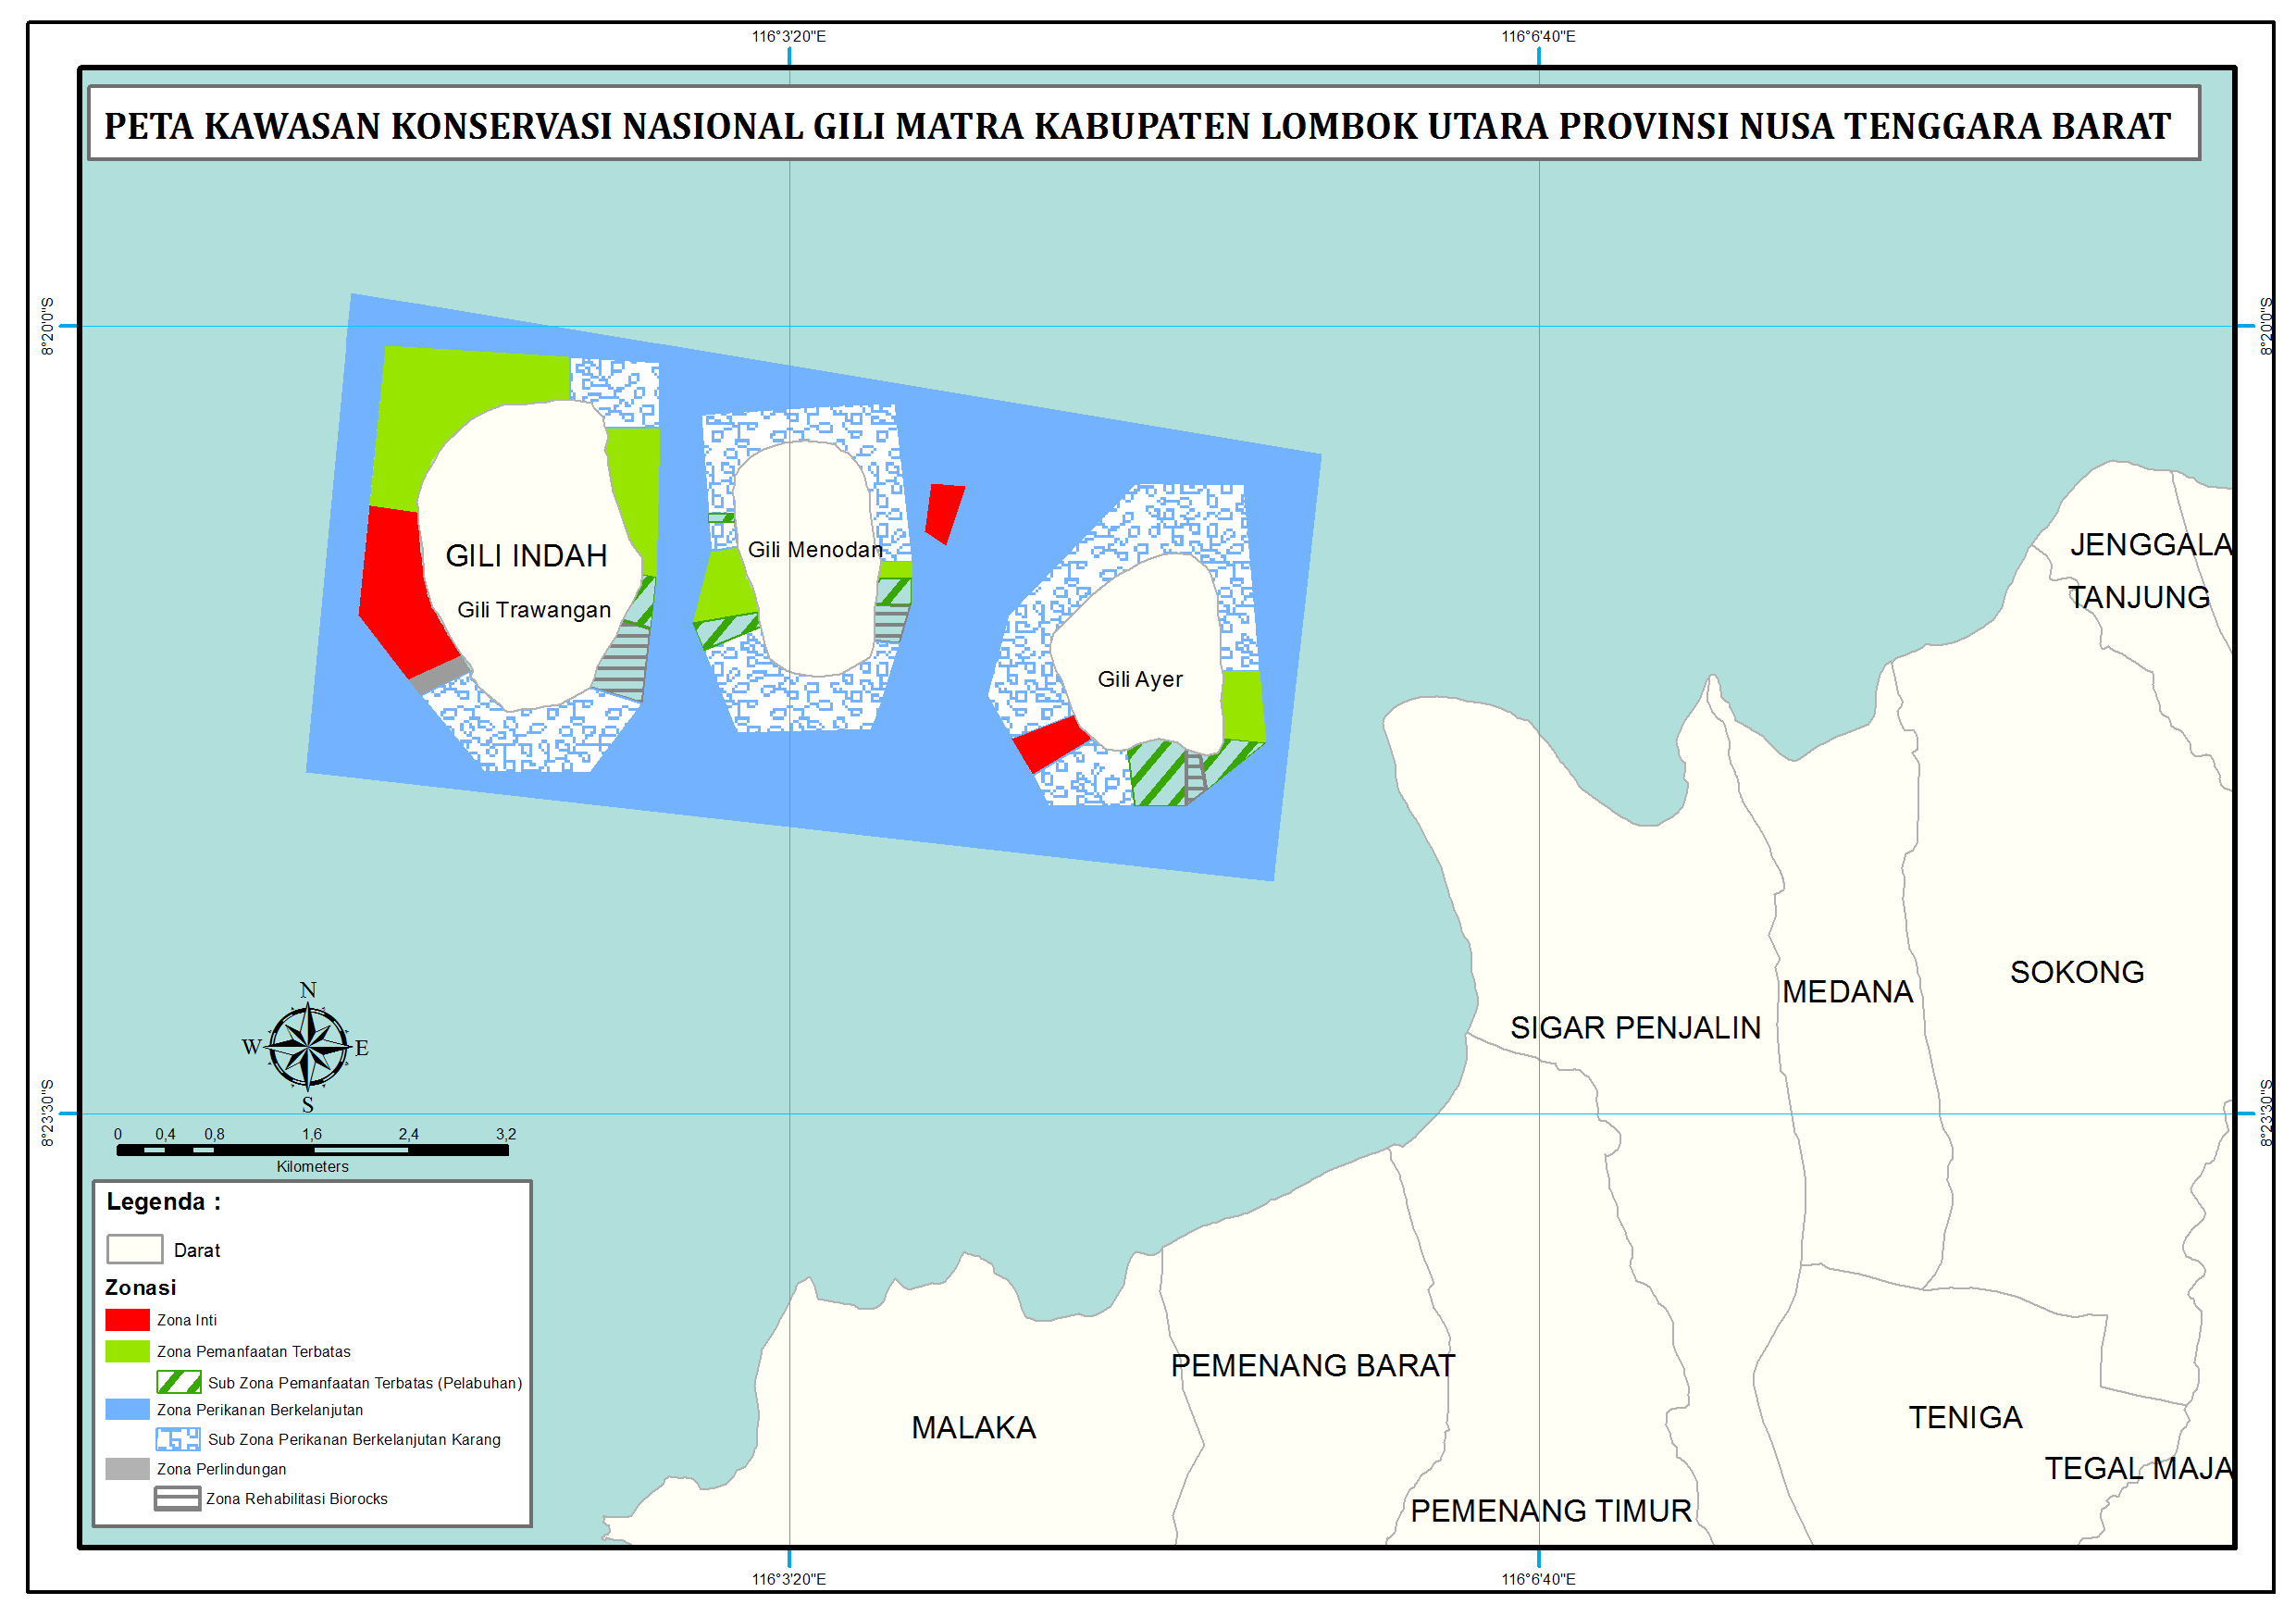 116°3'20"E 116°6'40"E
PETA KAWASAN KONSERVASI NASIONAL GILI MATRA KABUPATEN LOMBOK UTARA PROVINSI NUSA TENGGARA BARAT
8°20'0"S 8°20'0"S
JENGGALA
Gili Menodan
GILI INDAH
TANJUNG
Gili Trawangan
Gili Ayer
SOKONG
MEDANA
N
SIGAR PENJALIN
W E
S
8°23'30"S 8°23'30"S
0 0,4 0,8 1,6 2,4 3,2
Kilometers
Legenda :
Darat
Zonasi
Zona Inti
Zona Pemanfaatan Terbatas
Sub Zona Pemanfaatan Terbatas (Pelabuhan)
Zona Perikanan Berkelanjutan
Sub Zona Perikanan Berkelanjutan Karang
Zona Perlindungan
Zona Rehabilitasi Biorocks
PEMENANG BARAT
MALAKA
TENIGA
TEGAL MAJA
PEMENANG TIMUR
116°3'20"E 116°6'40"E